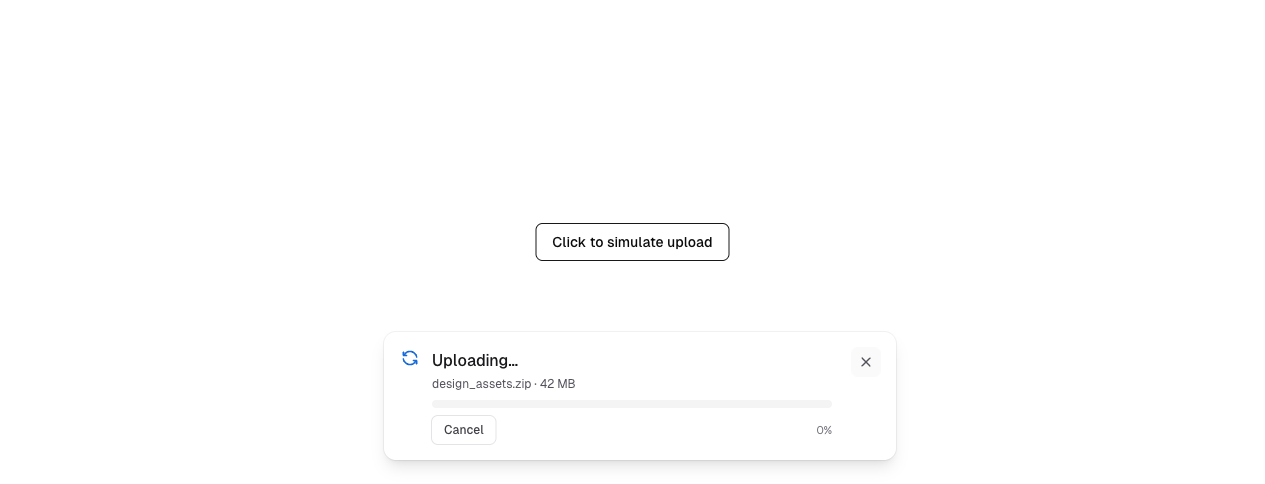 Click to simulate upload
Uploading...
design_assets.zip · 42 MB
Cancel
0%